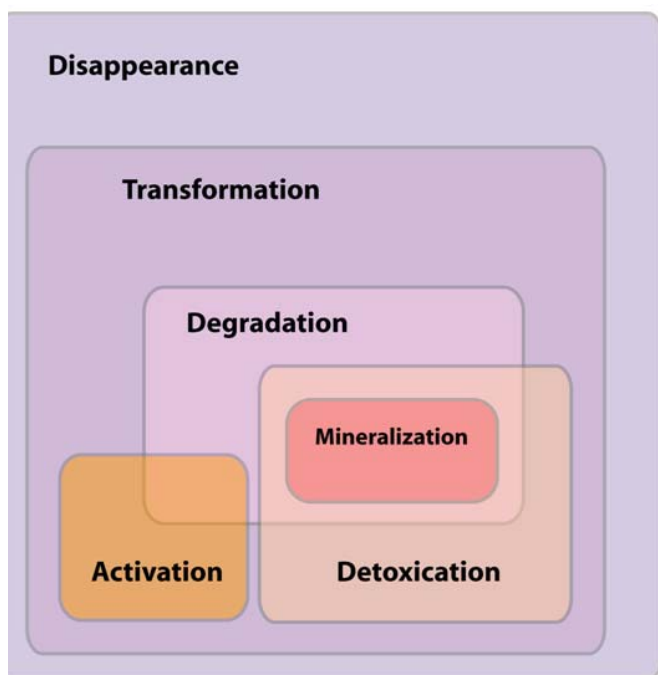 Disappearance
Transformation
Degradation
Mineralization
Activation
Detoxication